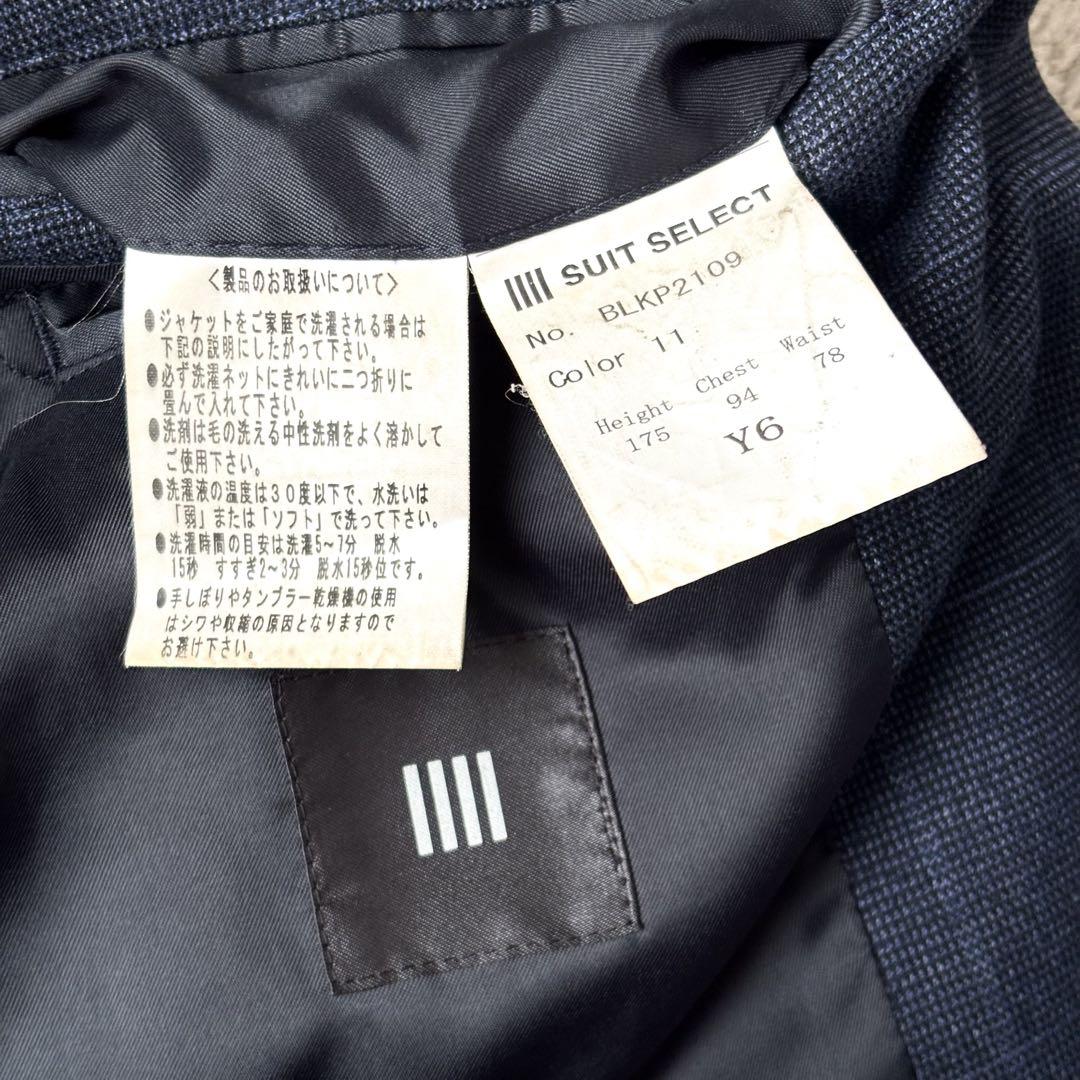 〈製品のお取扱いについて〉
●ジャケットをご家庭で洗濯される場合は
下記の説明にしたがって下さい。
●必ず洗濯ネットにきれいに二つ折りに
畳んで入れて下さい。
●洗剤は毛の洗える中性洗剤をよく溶かして
ご使用下さい。
●洗濯液の温度は30度以下で、水洗いは
「弱」または「ソフト」で洗って下さい。
●洗濯時間の目安は洗濯5~7分 脱水
15秒 すすぎ2~3分 脱水15秒位です。
●手しぼりやタンブラー乾燥機の使用
はシワや収縮の原因となりますので
お避け下さい。
SUIT SELECT
No. BLKP2109
Color 11
Height Chest Waist
175 94 78
Y6